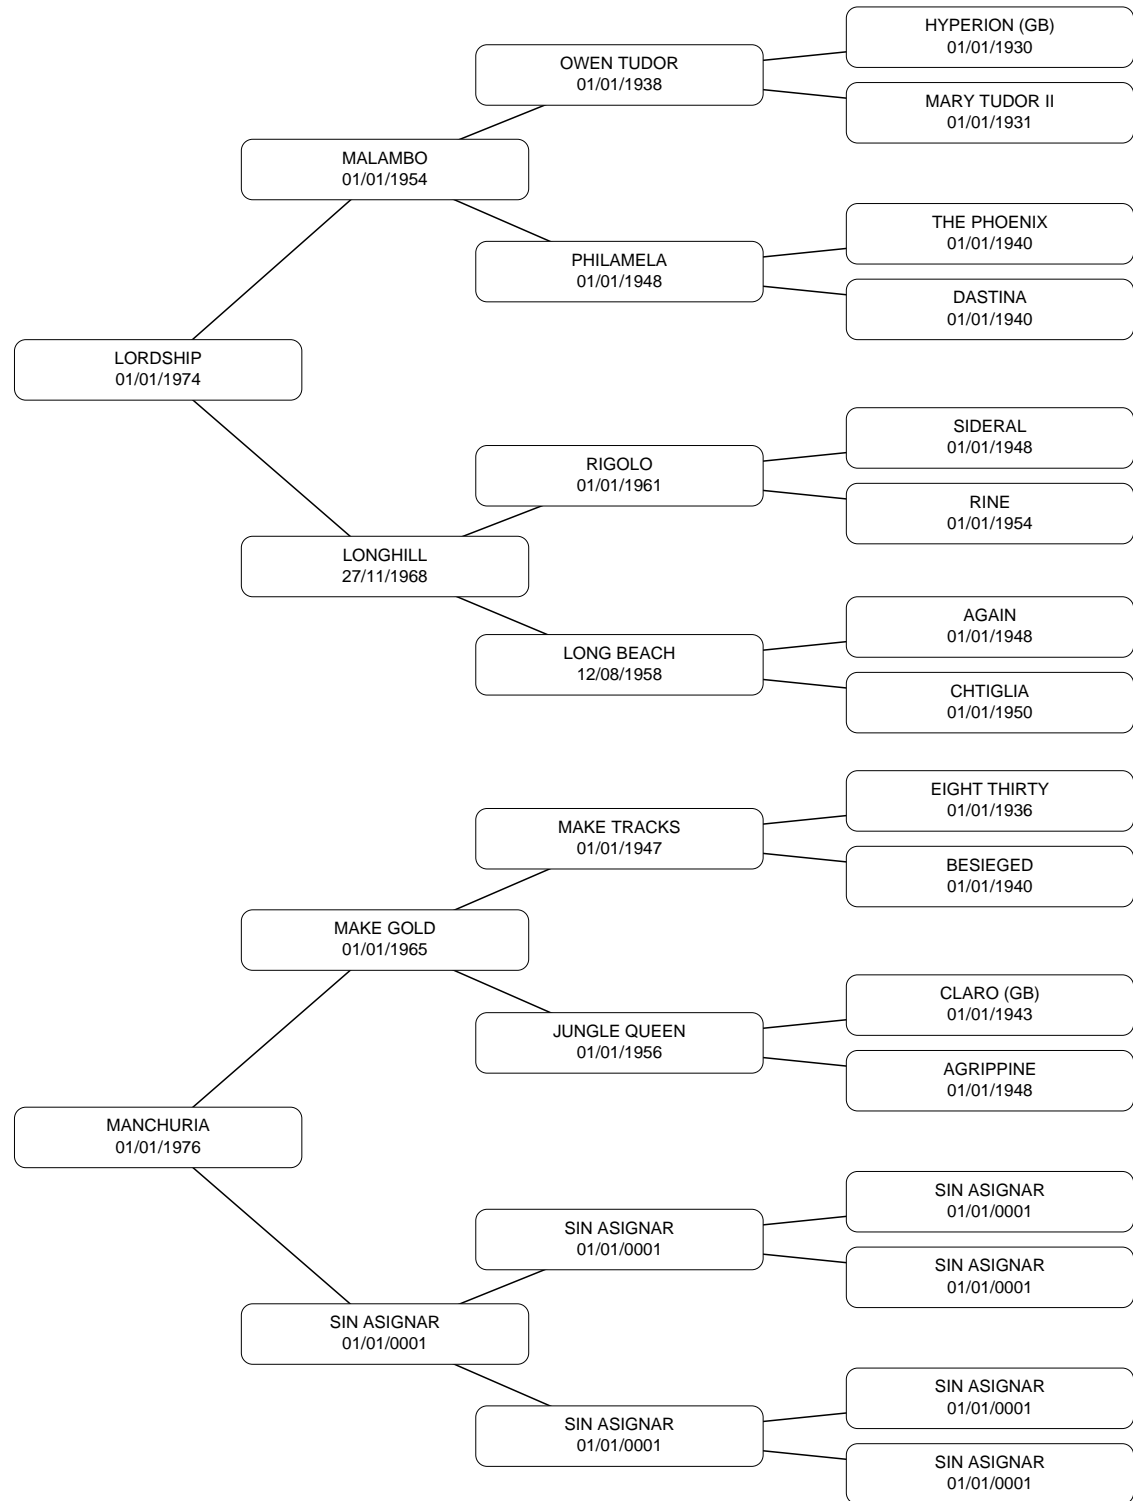 HYPERION (GB)
01/01/1930
OWEN TUDOR
01/01/1938
MARY TUDOR II
01/01/1931
MALAMBO
01/01/1954
THE PHOENIX
01/01/1940
PHILAMELA
01/01/1948
DASTINA
01/01/1940
LORDSHIP
01/01/1974
SIDERAL
01/01/1948
RIGOLO
01/01/1961
RINE
01/01/1954
LONGHILL
27/11/1968
AGAIN
01/01/1948
LONG BEACH
12/08/1958
CHTIGLIA
01/01/1950
EIGHT THIRTY
01/01/1936
MAKE TRACKS
01/01/1947
BESIEGED
01/01/1940
MAKE GOLD
01/01/1965
CLARO (GB)
01/01/1943
JUNGLE QUEEN
01/01/1956
AGRIPPINE
01/01/1948
MANCHURIA
01/01/1976
SIN ASIGNAR
01/01/0001
SIN ASIGNAR
01/01/0001
SIN ASIGNAR
01/01/0001
SIN ASIGNAR
01/01/0001
SIN ASIGNAR
01/01/0001
SIN ASIGNAR
01/01/0001
SIN ASIGNAR
01/01/0001